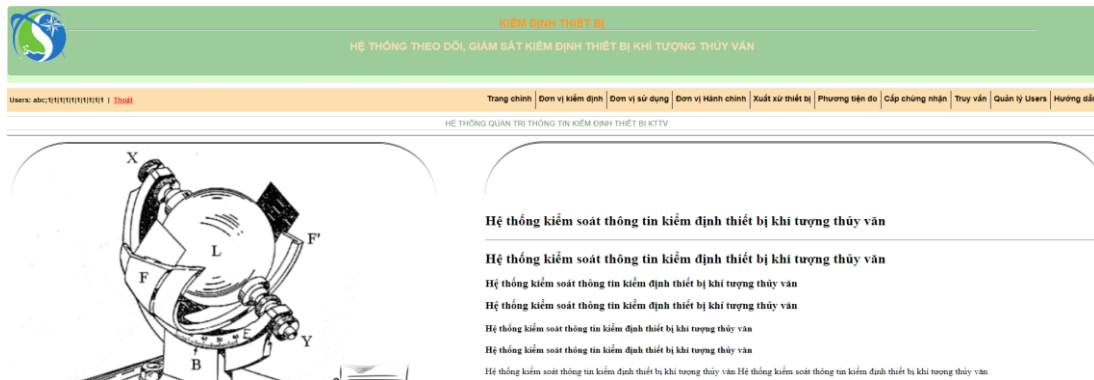 KIỂM ĐỊNH THIẾT BỊ
HỆ THỐNG THEO DÕI, GIÁM SÁT KIỂM ĐỊNH THIẾT BỊ KHÍ TƯỢNG THỦY VĂN
Users: abc;1|1|1|1|1|1|1|1|1|1 | Thoát
Trang chính | Đơn vị kiểm định | Đơn vị sử dụng | Đơn vị Hành chính | Xuất xứ thiết bị | Phương tiện đo | Cấp chứng nhận | Truy vấn | Quản lý Users | Hướng dẫ
HỆ THỐNG QUẢN TRỊ THÔNG TIN KIỂM ĐỊNH THIẾT BỊ KTTV
X
F'
L
F
E
Y
B
Hệ thống kiểm soát thông tin kiểm định thiết bị khí tượng thủy văn
Hệ thống kiểm soát thông tin kiểm định thiết bị khí tượng thủy văn
Hệ thống kiểm soát thông tin kiểm định thiết bị khí tượng thủy văn
Hệ thống kiểm soát thông tin kiểm định thiết bị khí tượng thủy văn
Hệ thống kiểm soát thông tin kiểm định thiết bị khí tượng thủy văn
Hệ thống kiểm soát thông tin kiểm định thiết bị khí tượng thủy văn
Hệ thống kiểm soát thông tin kiểm định thiết bị khí tượng thủy văn Hệ thống kiểm soát thông tin kiểm định thiết bị khí tượng thủy văn